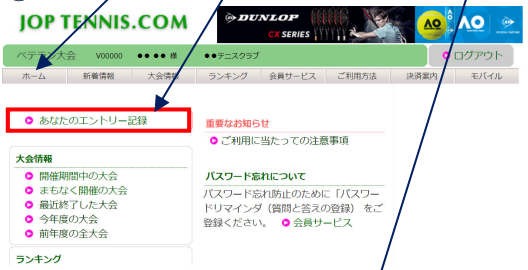 JOP TENNIS.COM
DUNLOP
CX SERIES
AO
AO
ベテラン大会 V00000 ●●●● 様 ●●テニスクラブ
ログアウト
ホーム 新着情報 大会情報 ランキング 会員サービス ご利用方法 決済案内 モバイル
あなたのエントリー記録
重要なお知らせ
ご利用に当たっての注意事項
大会情報
開催期間中の大会
まもなく開催の大会
最近終了した大会
今年度の大会
前年度の全大会
パスワード忘れについて
パスワード忘れ防止のために「パスワー
ドリマインダ（質問と答えの登録） をご
登録ください。 会員サービス
ランキング